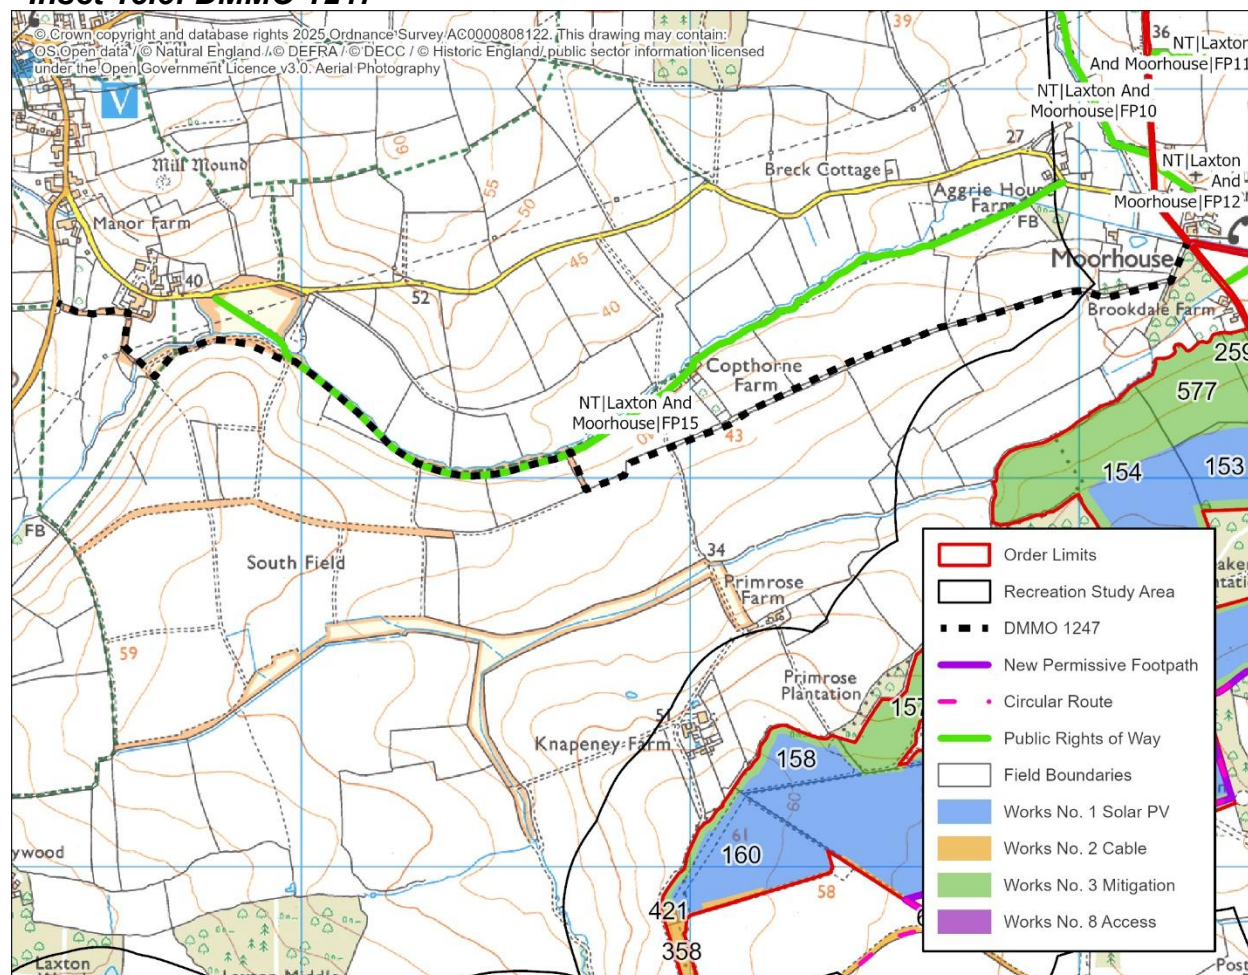 © Crown copyright and database rights 2025 Ordnance Survey AC0000808122. This drawing may contain:
OS Open data / © Natural England / © DEFRA / © DECC / © Historic England/ public sector information licensed
under the Open Government Licence v3.0. Aerial Photography
39
36
NT|Laxton
And Moorhouse|FP11
NT|Laxton And
Moorhouse|FP10
V
60
27
NT|Laxton
And
Moorhouse|FP12
Mill Mound
55
Breck Cottage
Aggrie House
Farm
FB
50
Manor Farm
45
Moorhouse
40
52
40
Brookdale Farm
259
Copthorne
Farm
577
NT|Laxton And
Moorhouse|FP15
43
40
154
153
FB
South Field
34
Primrose
Farm
59
Primrose
Plantation
157
51
Knapeney Farm
158
60
61
160
58
421
358
Laxton
Laxton Middle
Order Limits
Recreation Study Area
DMMO 1247
New Permissive Footpath
Circular Route
Public Rights of Way
Field Boundaries
Works No. 1 Solar PV
Works No. 2 Cable
Works No. 3 Mitigation
Works No. 8 Access